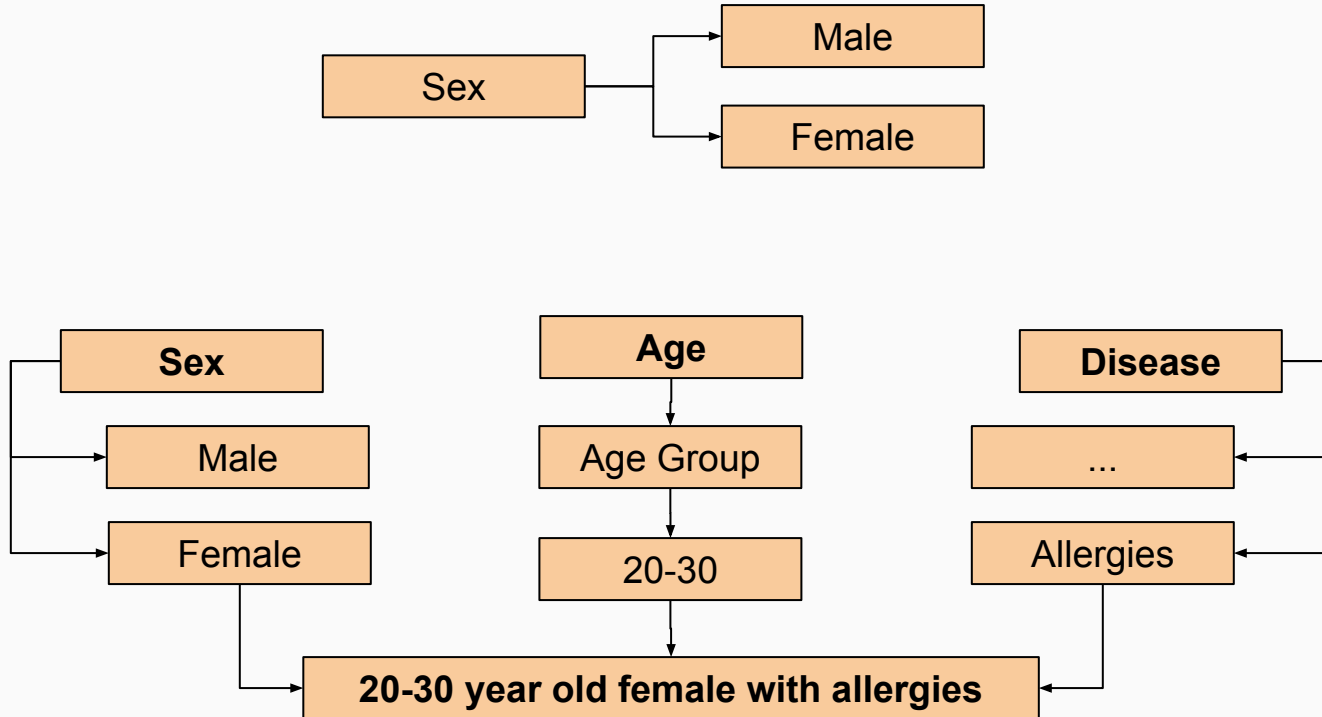 Male
Sex
Female
Sex
Age
Disease
Male
Age Group
...
Female
20-30
Allergies
20-30 year old female with allergies